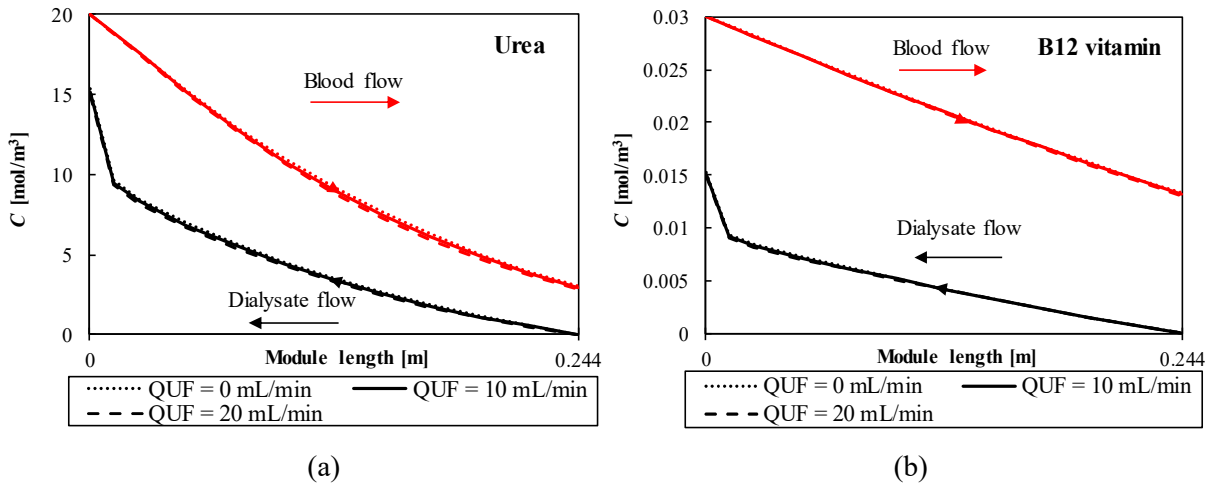 20
15
10
5
0
C [mol/m³]
Urea
Blood flow
Dialysate flow
0
Module length [m]
0.244
QUF = 0 mL/min
QUF = 10 mL/min
QUF = 20 mL/min
(a)
0.03
0.025
0.02
0.015
0.01
0.005
0
C [mol/m³]
B12 vitamin
Blood flow
Dialysate flow
0
Module length [m]
0.244
QUF = 0 mL/min
QUF = 10 mL/min
QUF = 20 mL/min
(b)